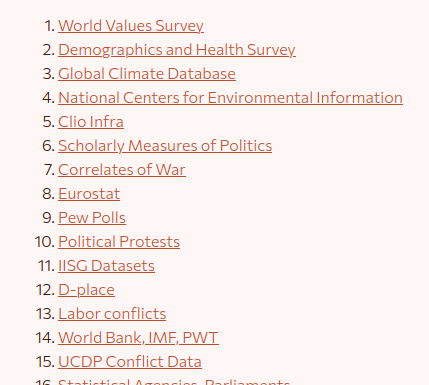 1. World Values Survey
2. Demographics and Health Survey
3. Global Climate Database
4. National Centers for Environmental Information
5. Clio Infra
6. Scholarly Measures of Politics
7. Correlates of War
8. Eurostat
9. Pew Polls
10. Political Protests
11. IISG Datasets
12. D-place
13. Labor conflicts
14. World Bank, IMF, PWT
15. UCDP Conflict Data
16. Statistical Agencies, Parliaments